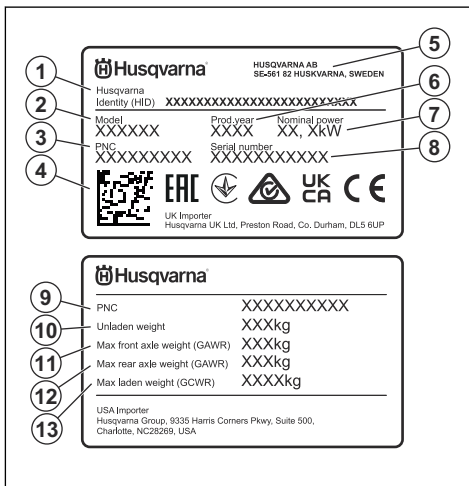 Husqvarna
HUSQVARNA AB
SE-561 82 HUSKVARNA, SWEDEN
5
1
Husqvarna
Identity (HID) XXXXXXXXXXXXXXXXXXXXXXXXX
6
2
Model Prod.year Nominal power
XXXXXX XXXX XX, XkW
7
3
PNC Serial number
XXXXXXXXX XXXXXXXXXXX
8
4
EAC UK CA CE
UK Importer
Husqvarna UK Ltd, Preston Road, Co. Durham, DL5 6UP
Husqvarna
9 PNC XXXXXXXXXX
10 Unladen weight XXXkg
11 Max front axle weight (GAWR) XXXkg
12 Max rear axle weight (GAWR) XXXkg
13 Max laden weight (GCWR) XXXXkg
USA Importer
Husqvarna Group, 9335 Harris Corners Pkwy, Suite 500,
Charlotte, NC28269, USA